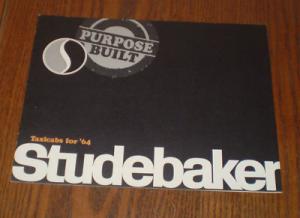 PURPOSE
BUILT
Taxicabs for '64
Studebaker